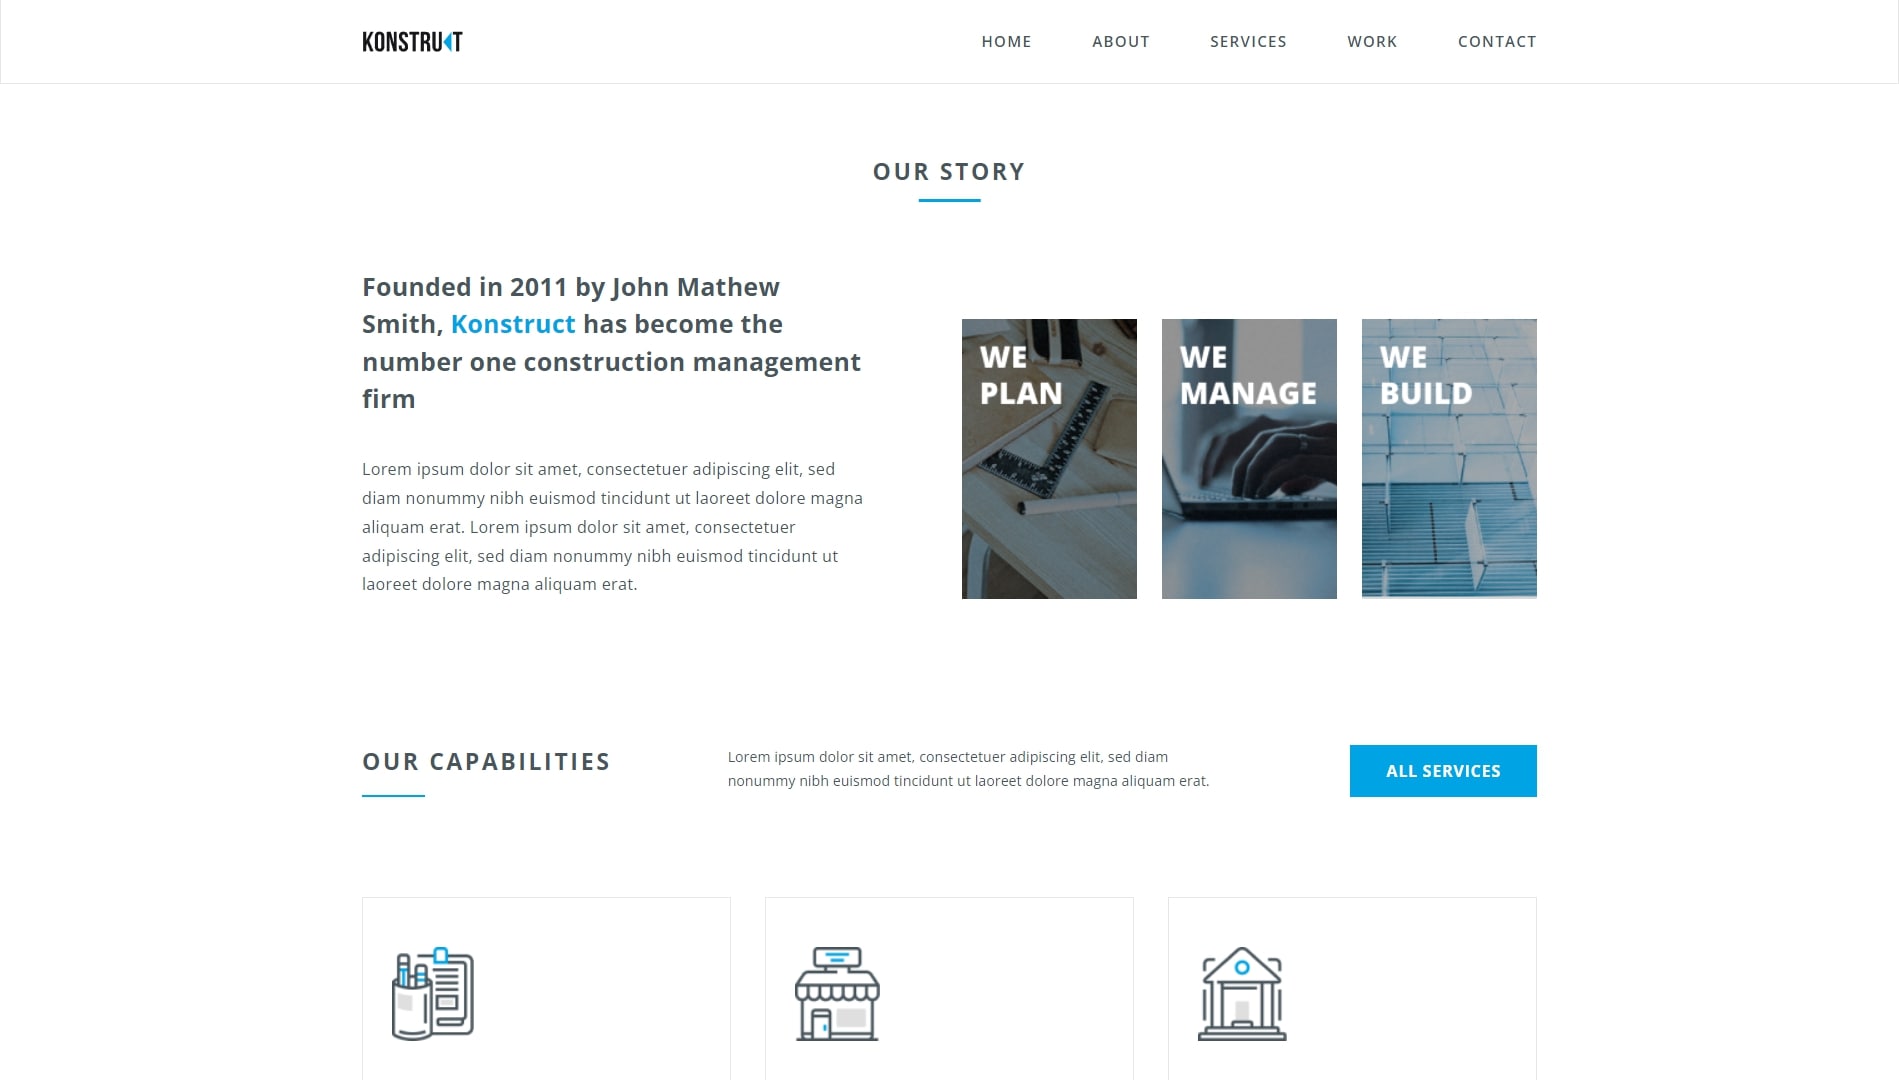 KONSTRUKT
HOME
ABOUT
SERVICES
WORK
CONTACT
OUR STORY
Founded in 2011 by John Mathew
Smith, Konstruct has become the
number one construction management
firm
Lorem ipsum dolor sit amet, consectetuer adipiscing elit, sed
diam nonummy nibh euismod tincidunt ut laoreet dolore magna
aliquam erat. Lorem ipsum dolor sit amet, consectetuer
adipiscing elit, sed diam nonummy nibh euismod tincidunt ut
laoreet dolore magna aliquam erat.
WE
PLAN
WE
MANAGE
WE
BUILD
OUR CAPABILITIES
Lorem ipsum dolor sit amet, consectetuer adipiscing elit, sed diam
nonummy nibh euismod tincidunt ut laoreet dolore magna aliquam erat.
ALL SERVICES